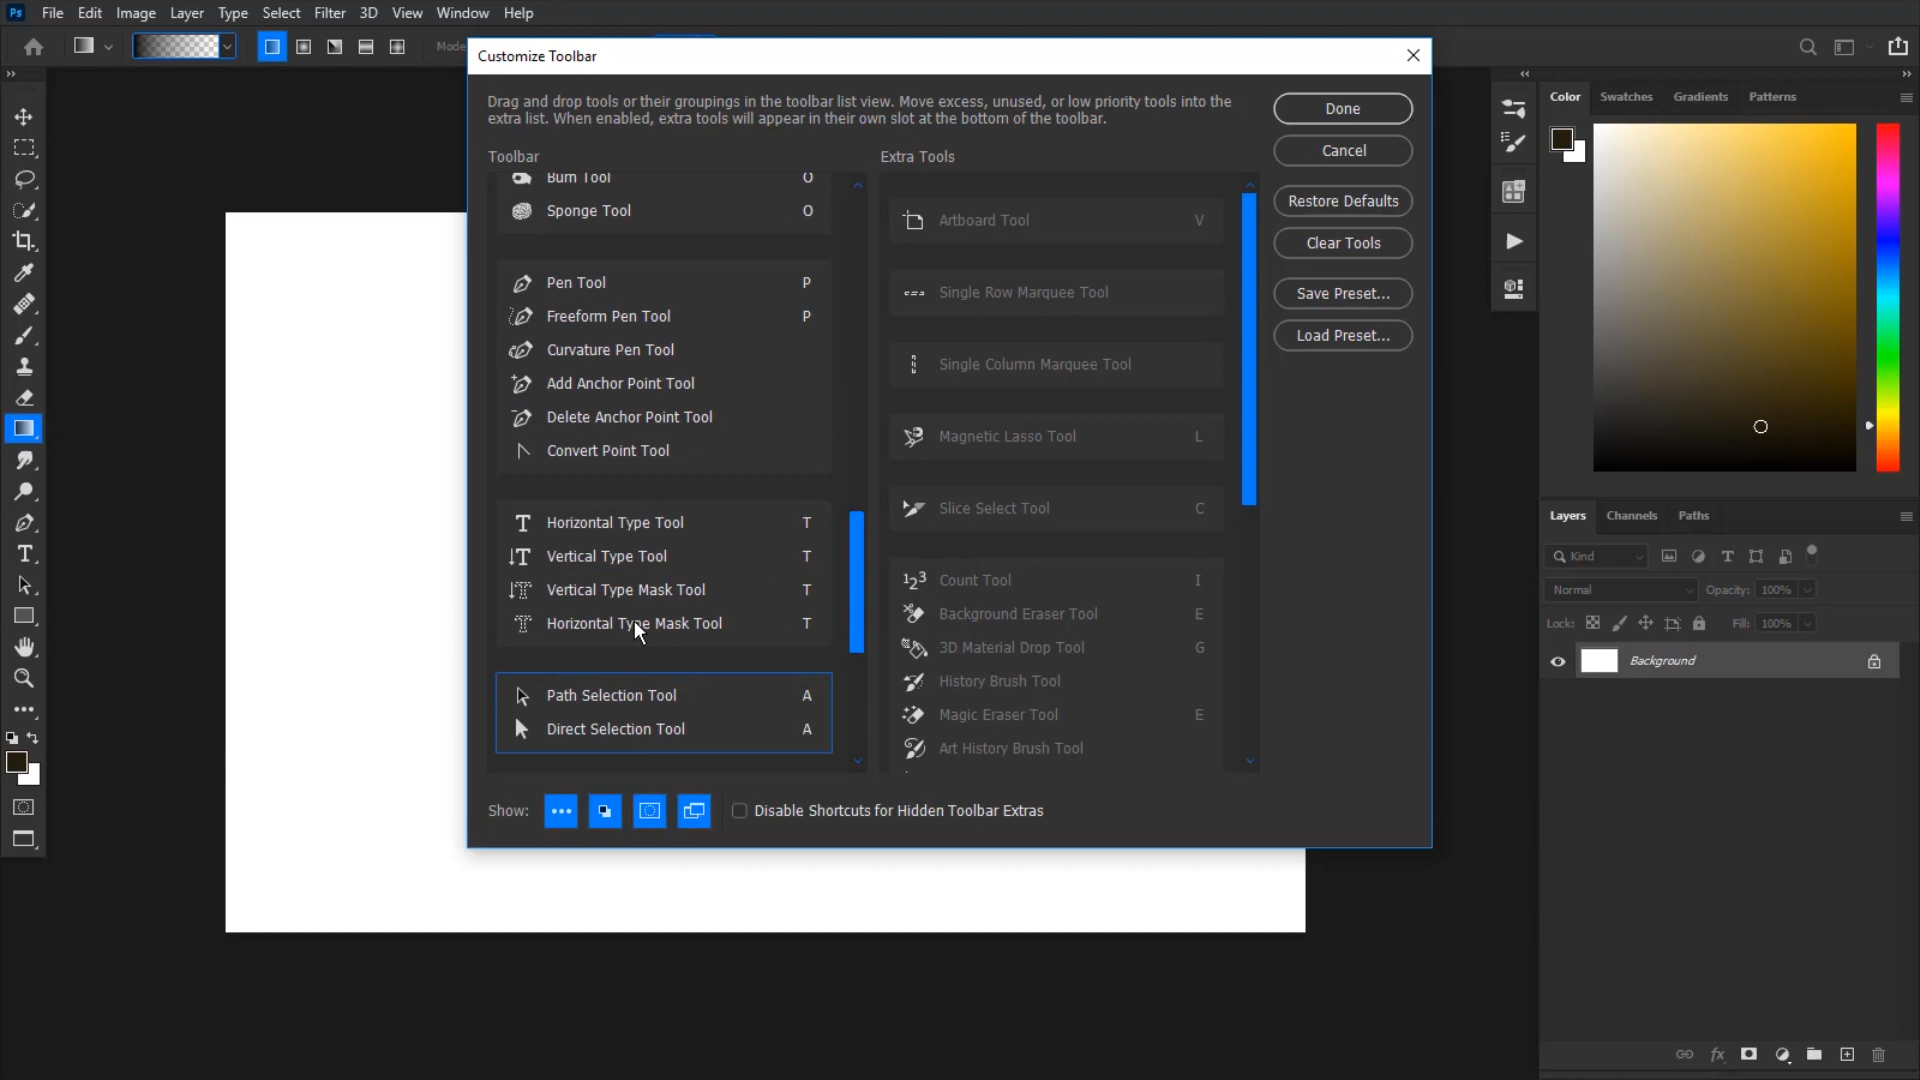 Ps File Edit Image Layer Type Select Filter 3D View Window Help
Mode
Customize Toolbar
Drag and drop tools or their groupings in the toolbar list view. Move excess, unused, or low priority tools into the
extra list. When enabled, extra tools will appear in their own slot at the bottom of the toolbar.
Toolbar
Burn Tool O
Sponge Tool O
Pen Tool P
Freeform Pen Tool P
Curvature Pen Tool
Add Anchor Point Tool
Delete Anchor Point Tool
Convert Point Tool
Horizontal Type Tool T
Vertical Type Tool T
Vertical Type Mask Tool T
Horizontal Type Mask Tool T
Path Selection Tool A
Direct Selection Tool A
Extra Tools
Artboard Tool V
Single Row Marquee Tool
Single Column Marquee Tool
Magnetic Lasso Tool L
Slice Select Tool C
Count Tool I
Background Eraser Tool E
3D Material Drop Tool G
History Brush Tool
Magic Eraser Tool E
Art History Brush Tool
Done
Cancel
Restore Defaults
Clear Tools
Save Preset...
Load Preset...
Show: Disable Shortcuts for Hidden Toolbar Extras
Color Swatches Gradients Patterns
Layers Channels Paths
Kind
Normal Opacity: 100%
Lock: Fill: 100%
Background
fx